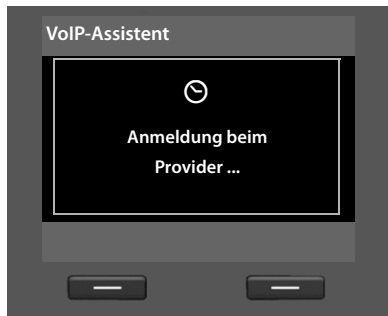 VoIP-Assistent
Anmeldung beim
Provider ...